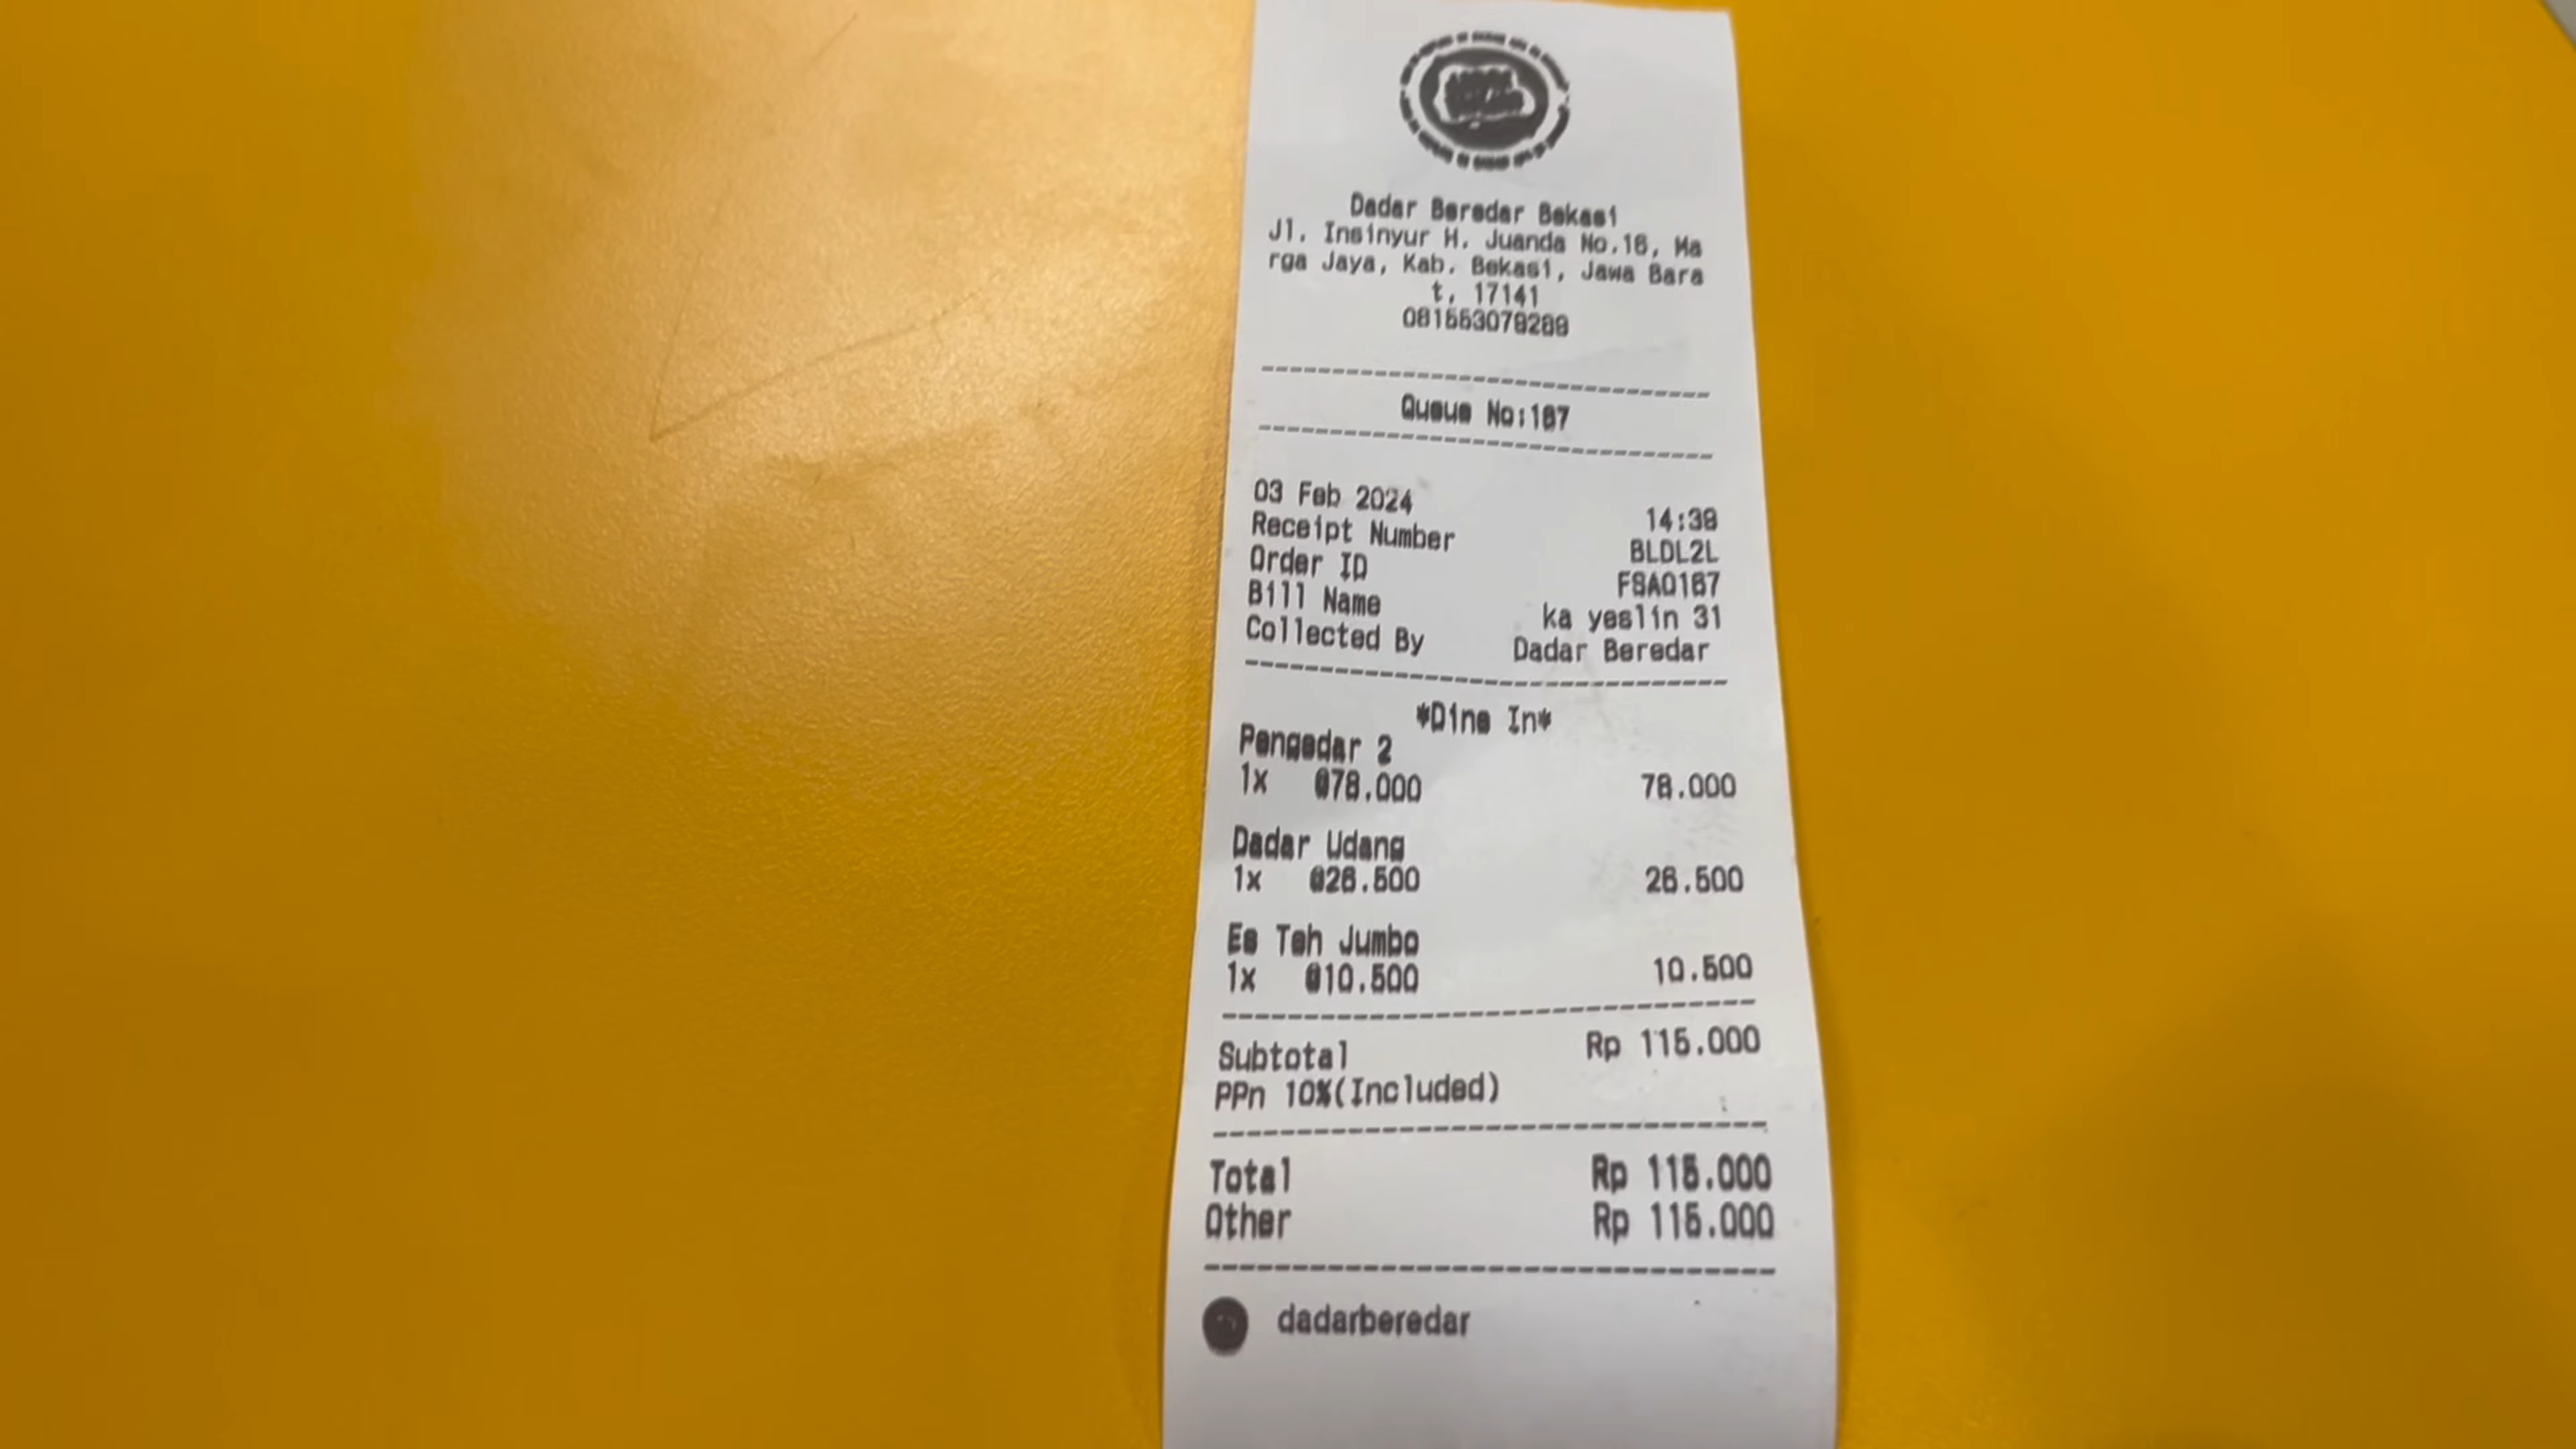 Dadar Beredar Bekasi
Jl. Insinyur H. Juanda No.16, Ma
rga Jaya, Kab. Bekasi, Jawa Bara
t, 17141
Queue No:167
03 Feb 2024 14:39
Receipt Number BLDL2L
Order ID FSAO167
Bill Name ka yeslin 31
Collected By Dadar Beredar
*Dine In*
Pengedar 2
1x @78.000 78.000
Dadar Udang
1x @26.500 26.500
Es Teh Jumbo
1x @10.500 10.500
Subtotal Rp 115.000
PPn 10%(Included)
Total Rp 115.000
Other Rp 115.000
dadarberedar